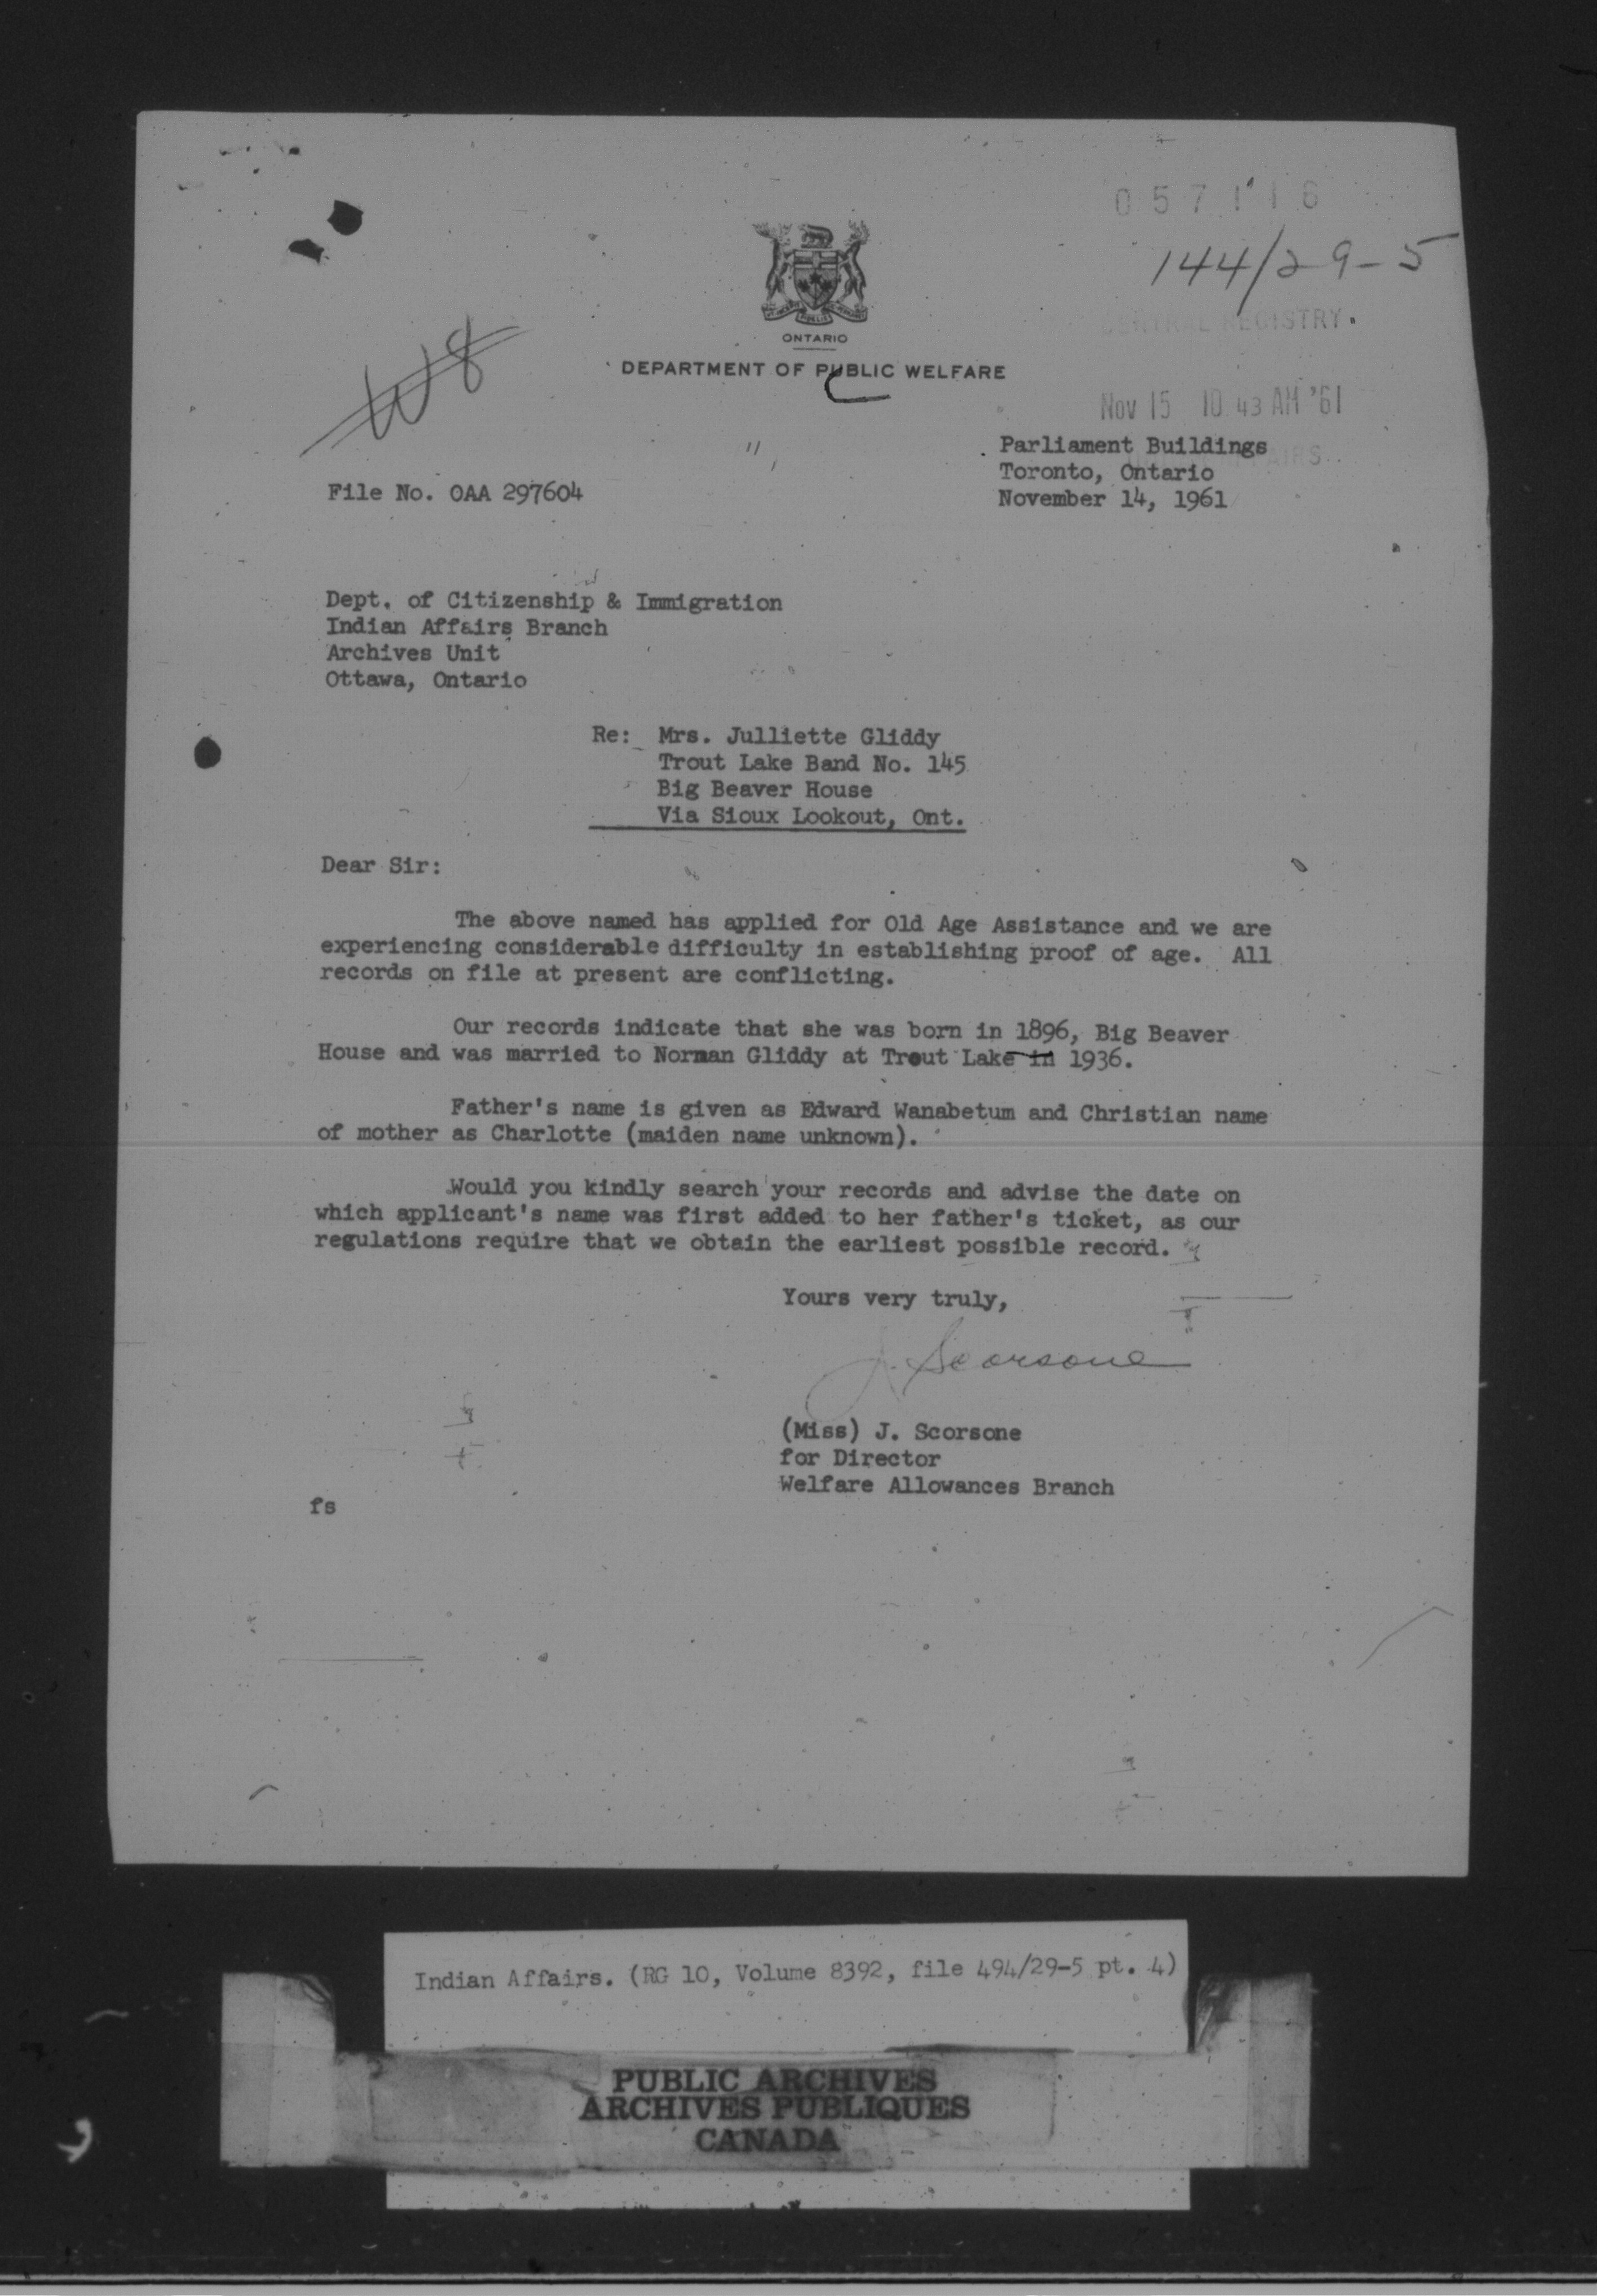 057116
144/29-5
CENTRAL REGISTRY.
ONTARIO
DEPARTMENT OF PUBLIC WELFARE
W8
Nov 15 10 43 AM '61
Parliament Buildings
Toronto, Ontario
November 14, 1961
File No. OAA 297604
Dept. of Citizenship & Immigration
Indian Affairs Branch
Archives Unit
Ottawa, Ontario
Re: Mrs. Julliette Gliddy
Trout Lake Band No. 145
Big Beaver House
Via Sioux Lookout, Ont.
Dear Sir:
The above named has applied for Old Age Assistance and we are
experiencing considerable difficulty in establishing proof of age. All
records on file at present are conflicting.
Our records indicate that she was born in 1896, Big Beaver
House and was married to Norman Gliddy at Trout Lake in 1936.
Father's name is given as Edward Wanabetum and Christian name
of mother as Charlotte (maiden name unknown).
Would you kindly search your records and advise the date on
which applicant's name was first added to her father's ticket, as our
regulations require that we obtain the earliest possible record.
Yours very truly,
J. Scorsone
(Miss) J. Scorsone
for Director
Welfare Allowances Branch
fs
Indian Affairs. (RG 10, Volume 8392, file 494/29-5 pt. 4)
PUBLIC ARCHIVES
ARCHIVES PUBLIQUES
CANADA